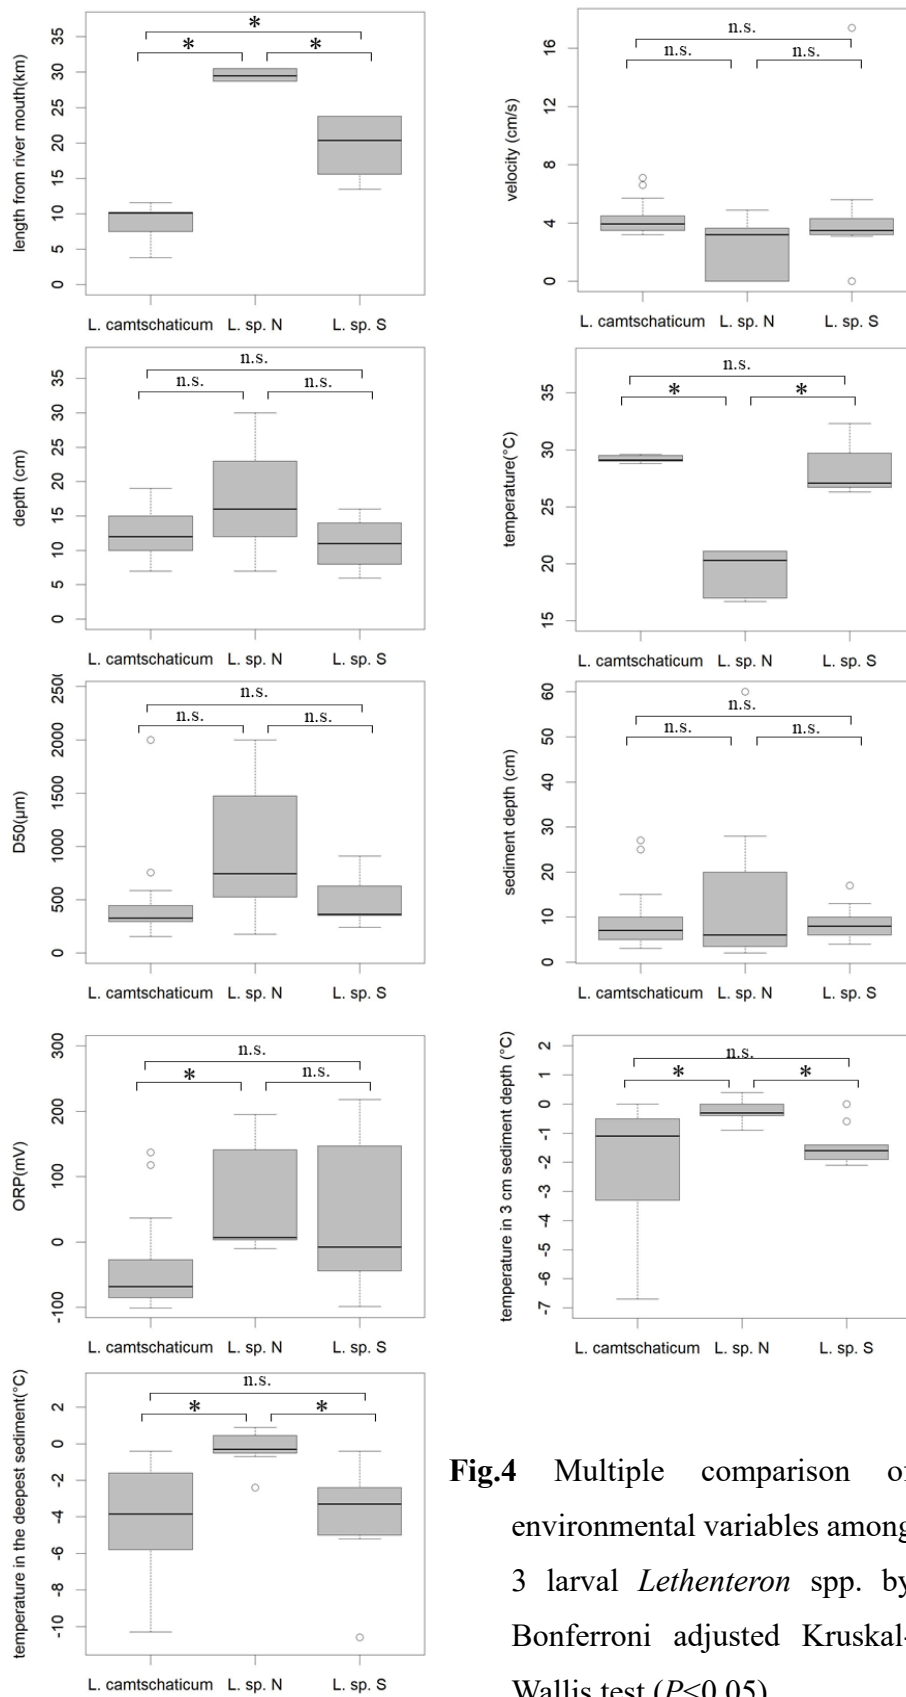 length from river mouth(km)
35
30
25
20
15
10
5
0
*
*
*
L. camtschaticum
L. sp. N
L. sp. S
velocity (cm/s)
16
12
8
4
0
n.s.
n.s.
n.s.
L. camtschaticum
L. sp. N
L. sp. S
depth (cm)
35
30
25
20
15
10
5
0
n.s.
n.s.
n.s.
L. camtschaticum
L. sp. N
L. sp. S
temperature(°C)
35
30
25
20
15
n.s.
*
*
L. camtschaticum
L. sp. N
L. sp. S
D50(μm)
2500
2000
1500
1000
500
0
n.s.
n.s.
n.s.
L. camtschaticum
L. sp. N
L. sp. S
sediment depth (cm)
60
50
40
30
20
10
0
n.s.
n.s.
n.s.
L. camtschaticum
L. sp. N
L. sp. S
ORP(mV)
300
200
100
0
-100
n.s.
*
n.s.
L. camtschaticum
L. sp. N
L. sp. S
temperature in 3 cm sediment depth (°C)
2
1
0
-1
-2
-3
-4
-5
-6
-7
n.s.
*
*
L. camtschaticum
L. sp. N
L. sp. S
temperature in the deepest sediment(°C)
2
0
-2
-4
-6
-8
-10
n.s.
*
*
L. camtschaticum
L. sp. N
L. sp. S
Fig.4 Multiple comparison of
environmental variables among
3 larval Lethenteron spp. by
Bonferroni adjusted Kruskal-
Wallis test (P<0.05)